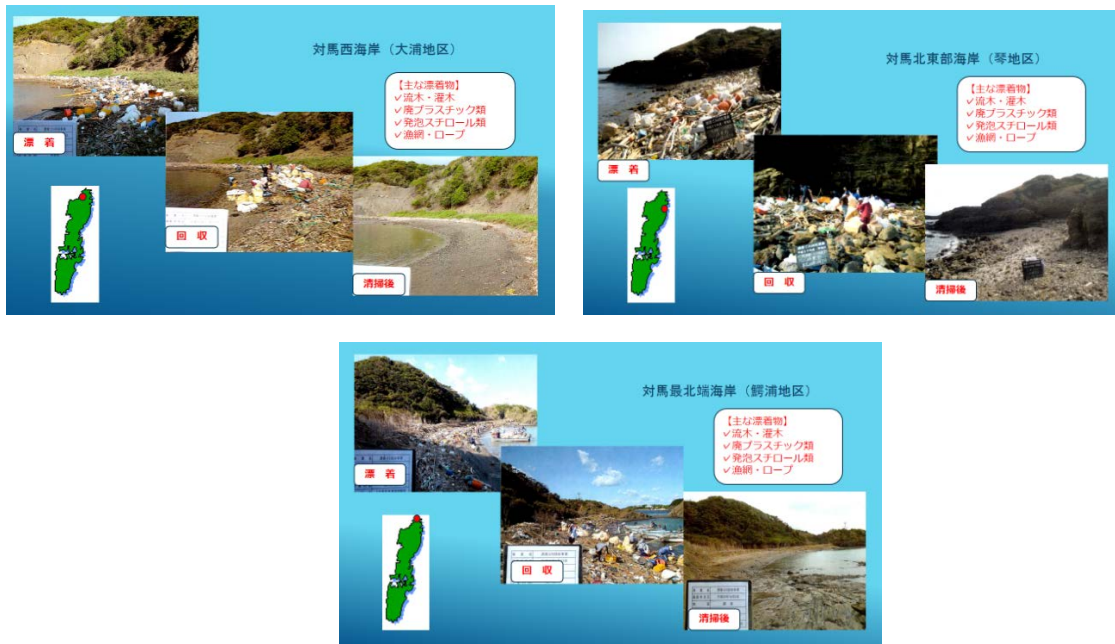 対馬西海岸（大浦地区）
【主な漂着物】
✓流木・灌木
✓廃プラスチック類
✓発泡スチロール類
✓漁網・ロープ
漂 着
回 収
清掃後
対馬北東部海岸（琴地区）
【主な漂着物】
✓流木・灌木
✓廃プラスチック類
✓発泡スチロール類
✓漁網・ロープ
漂 着
回 収
清掃後
対馬最北端海岸（鰐浦地区）
【主な漂着物】
✓流木・灌木
✓廃プラスチック類
✓発泡スチロール類
✓漁網・ロープ
漂 着
回 収
清掃後